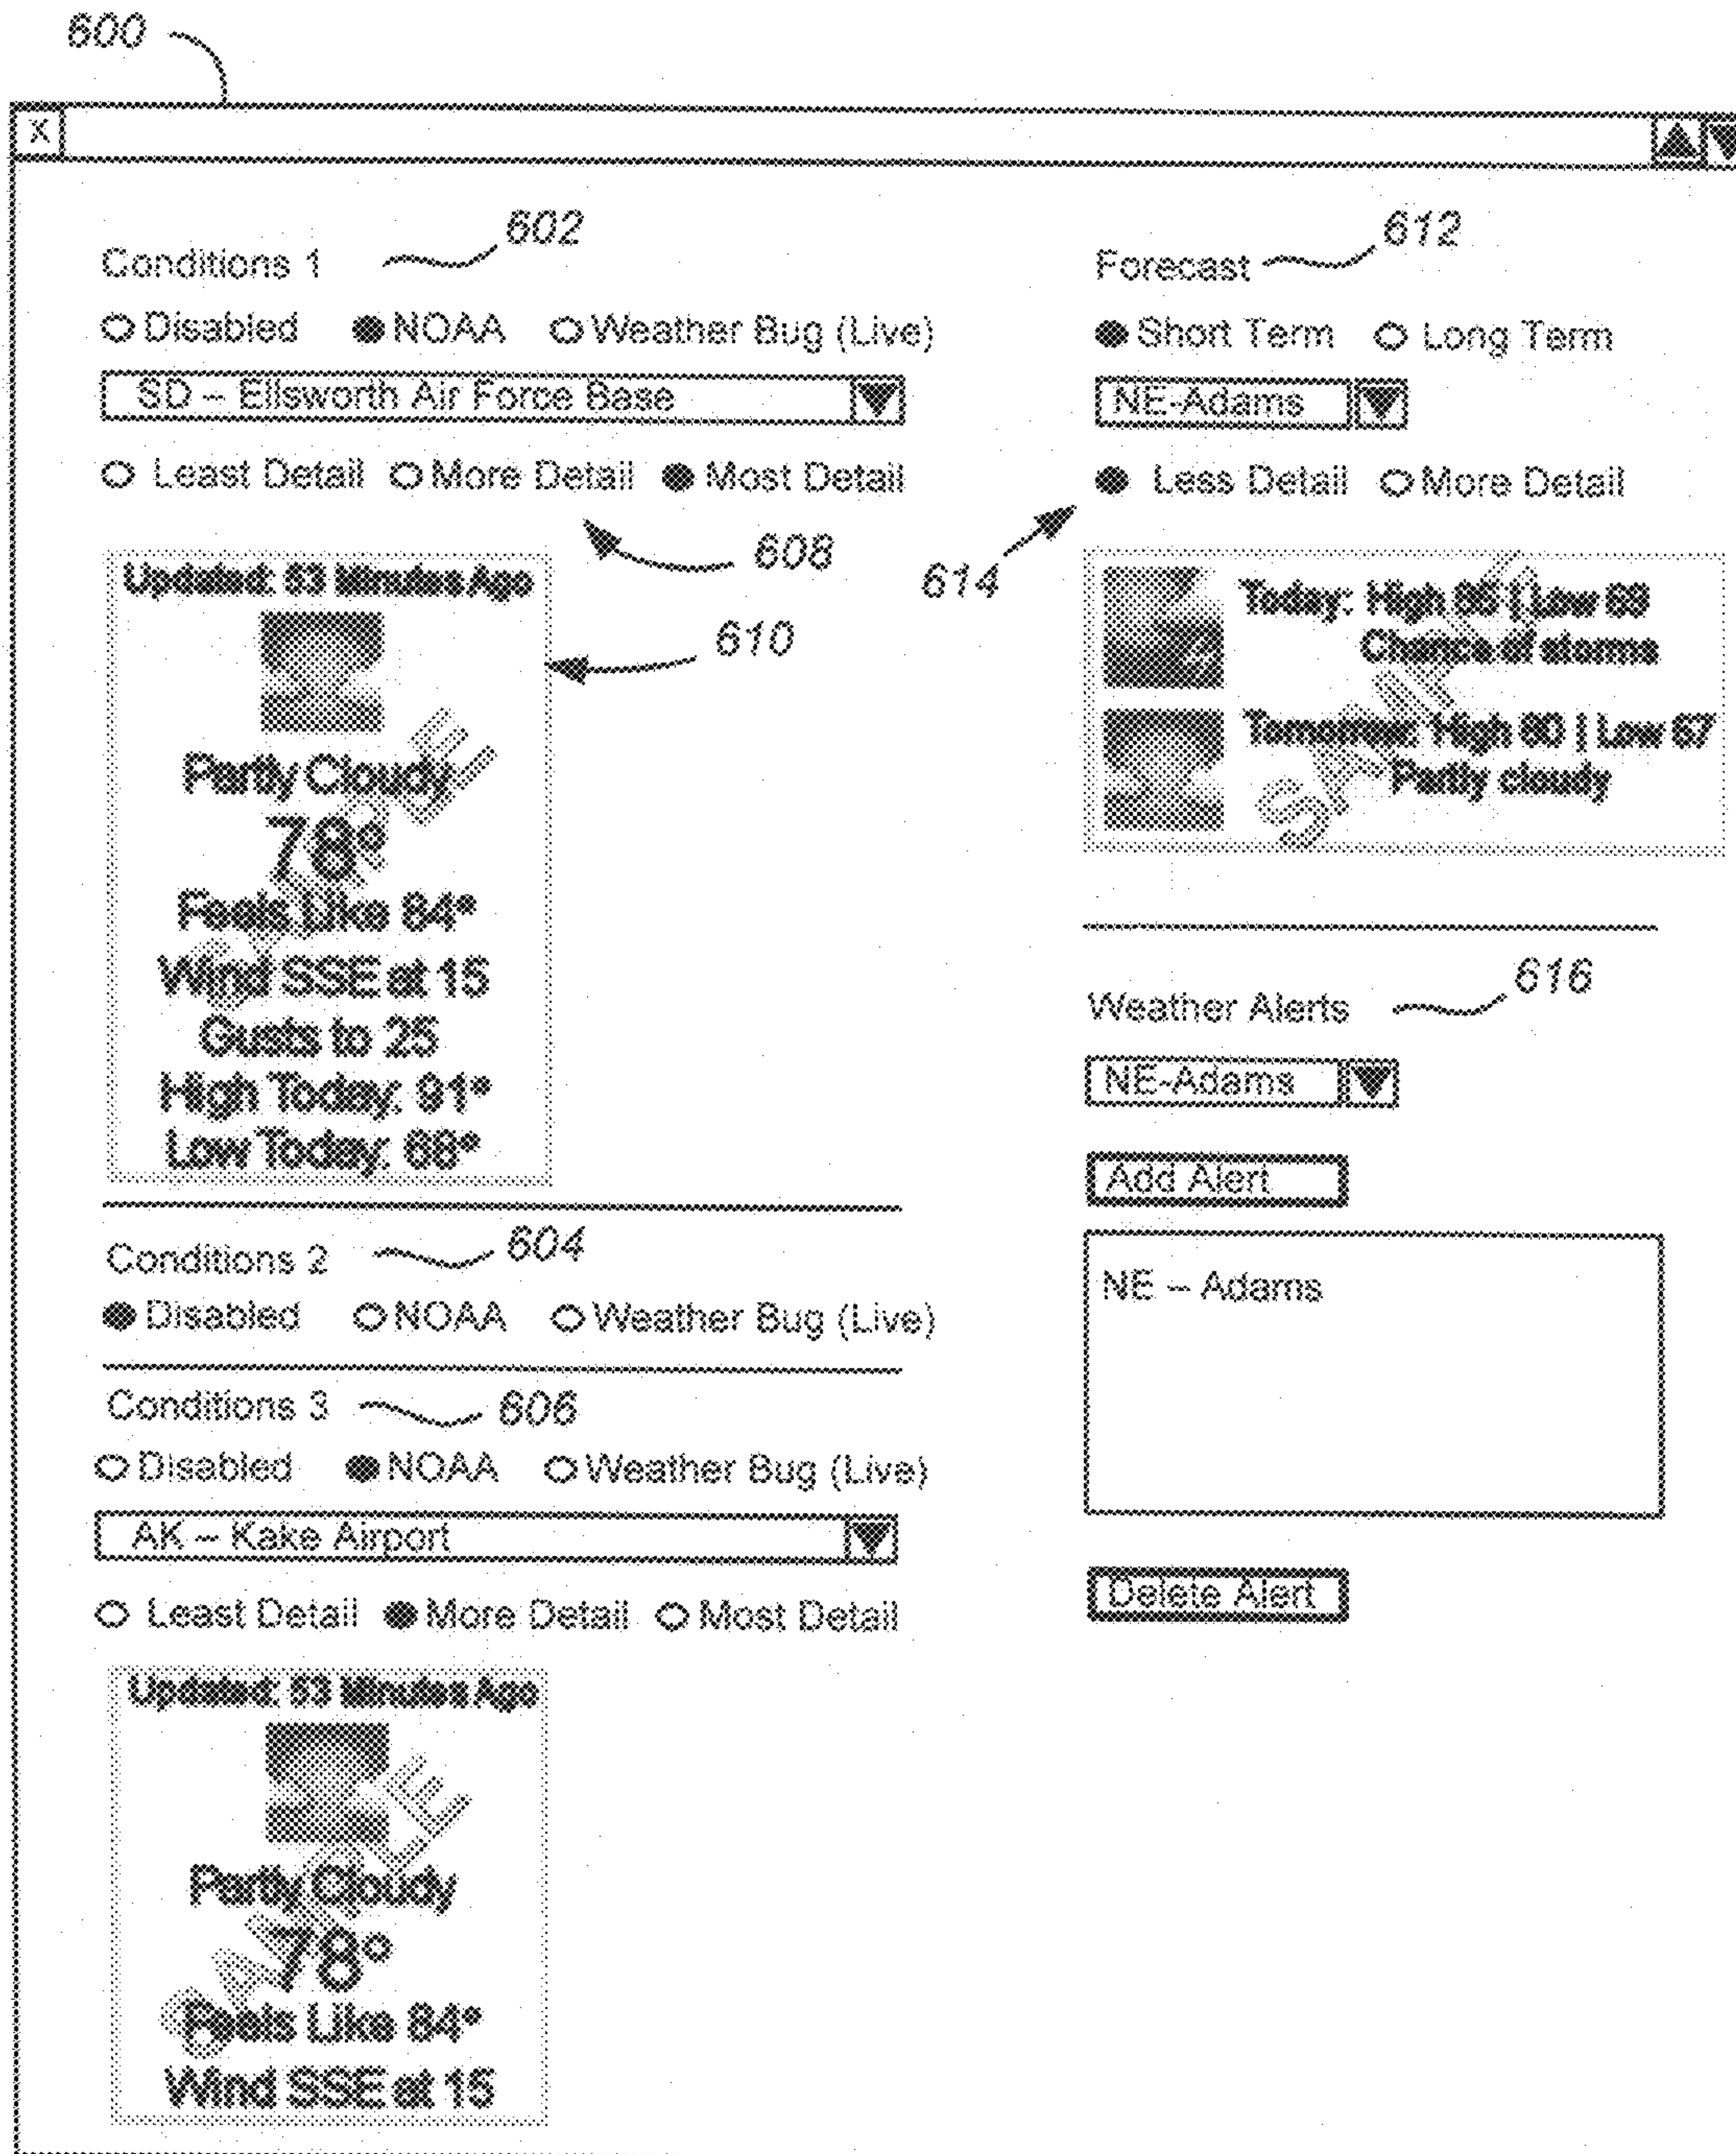 600
X
Conditions 1 602
Disabled NOAA Weather Bug (Live)
SD – Ellsworth Air Force Base
Least Detail More Detail Most Detail
608
Updated: 53 Minutes Ago
610
Partly Cloudy
78°
Feels Like 84°
Wind SSE at 15
Gusts to 25
High Today: 91°
Low Today: 68°
Conditions 2 604
Disabled NOAA Weather Bug (Live)
Conditions 3 606
Disabled NOAA Weather Bug (Live)
AK – Kake Airport
Least Detail More Detail Most Detail
Updated: 53 Minutes Ago
SAMPLE
Partly Cloudy
78°
Feels Like 84°
Wind SSE at 15
Forecast 612
Short Term Long Term
NE-Adams
Less Detail More Detail
614
Today: High | Low
Chance of storms
Tomorrow: High | Low 67
Partly cloudy
Weather Alerts 616
NE-Adams
Add Alert
NE – Adams
Delete Alert